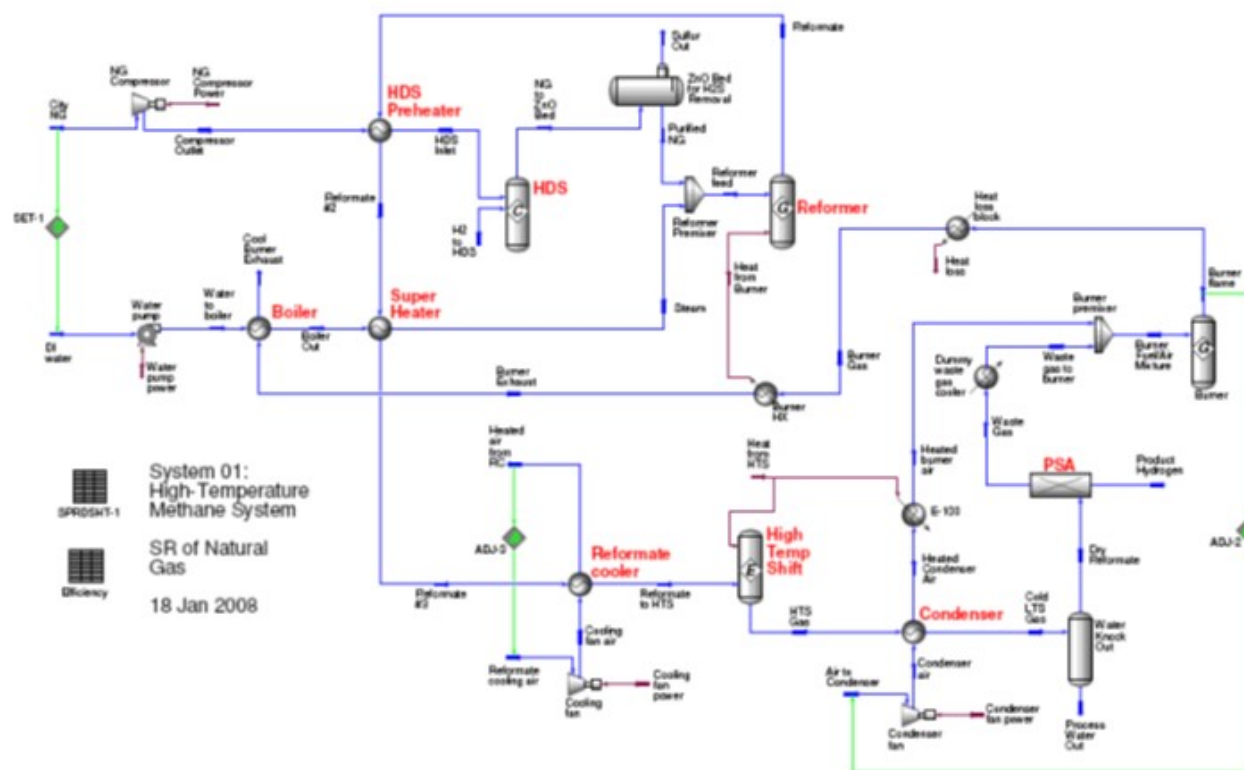 NG
Compressor
NG
Compressor
Power
City
NG
Compressor
Outlet
HDS
Preheater
HDS
Inlet
NG
to
ZnO
Bed
Sulfur
Out
ZnO Bed
for H2S
Removal
Purified
NG
Reformate
HDS
H2
to
HDS
Reformer
feed
Reformer
Premixer
Reformer
Reformate
#2
SET-1
Cool
Burner
Exhaust
Water
pump
Water
to
boiler
Boiler
Boiler
Out
Super
Heater
Steam
DI
water
Water
pump
power
Heat
from
Burner
Heat
loss
block
Heat
loss
Burner
flame
Burner
premixer
Burner
Fuel/Air
Mixture
Burner
Dummy
waste
gas
cooler
Waste
gas to
burner
Burner
Gas
Burner
Exhaust
Burner
HX
Waste
Gas
PSA
Product
Hydrogen
Heated
burner
air
Heated
air
from
RC
Heat
from
HTS
E-100
SPRDSHT-1
System 01:
High-Temperature
Methane System
Efficiency
SR of Natural
Gas
18 Jan 2008
ADJ-3
Reformate
cooler
High
Temp
Shift
Dry
Reformate
ADJ-2
Reformate
#3
Reformate
to HTS
Heated
Condenser
Air
HTS
Gas
Condenser
Cold
LTS
Gas
Water
Knock
Out
Cooling
fan air
Reformate
cooling air
Cooling
fan
Cooling
fan
power
Air to
Condenser
Condenser
air
Condenser
fan
Condenser
fan power
Process
Water
Out